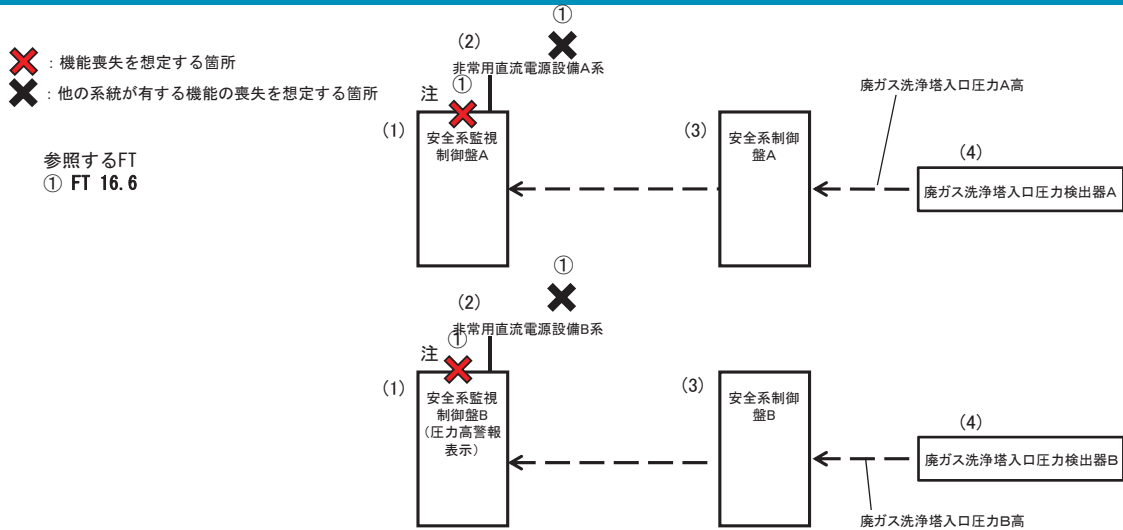 ：機能喪失を想定する箇所
：他の系統が有する機能の喪失を想定する箇所
参照するFT
① FT 16.6
①
(2)
非常用直流電源設備A系
注
①
(1)
安全系監視
制御盤A
(3)
安全系制御
盤A
廃ガス洗浄塔入口圧力A高
(4)
廃ガス洗浄塔入口圧力検出器A
①
(2)
非常用直流電源設備B系
注
①
(1)
安全系監視
制御盤B
（圧力高警報
表示）
(3)
安全系制御
盤B
(4)
廃ガス洗浄塔入口圧力検出器B
廃ガス洗浄塔入口圧力B高